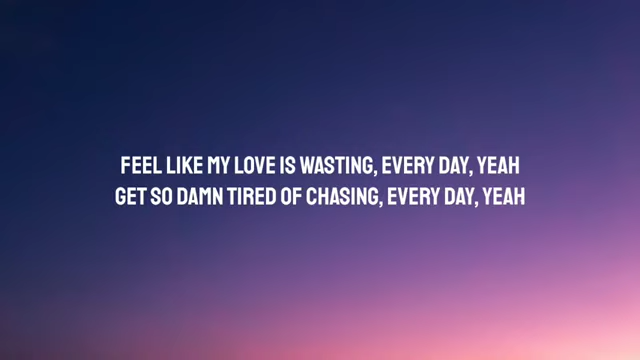 FEEL LIKE MY LOVE IS WASTING, EVERY DAY, YEAH
GET SO DAMN TIRED OF CHASING, EVERY DAY, YEAH